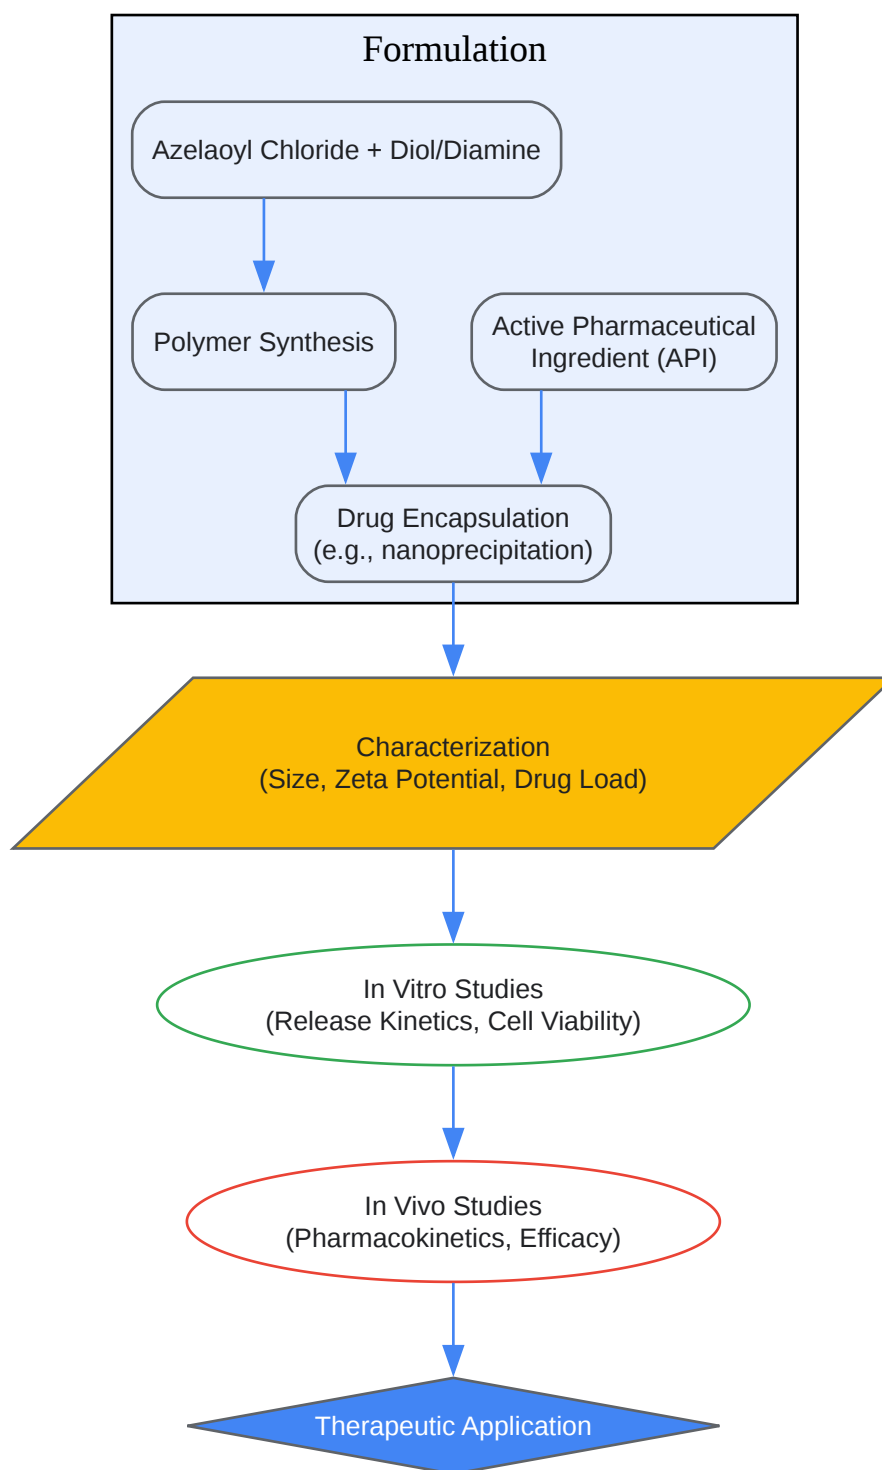 Formulation
Azelaoyl Chloride + Diol/Diamine
Polymer Synthesis
Active Pharmaceutical
Ingredient (API)
Drug Encapsulation
(e.g., nanoprecipitation)
Characterization
(Size, Zeta Potential, Drug Load)
In Vitro Studies
(Release Kinetics, Cell Viability)
In Vivo Studies
(Pharmacokinetics, Efficacy)
Therapeutic Application